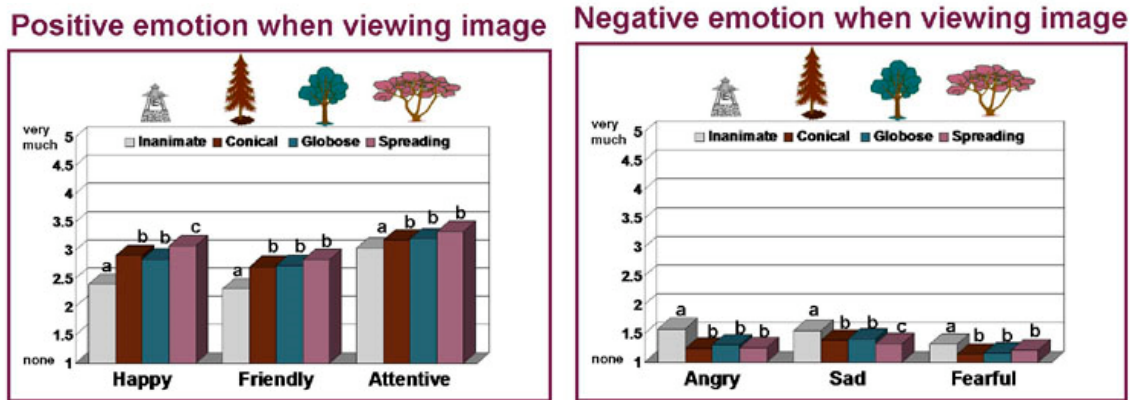 Positive emotion when viewing image
very
much
5
4.5
4
3.5
3
2.5
2
1.5
none 1
Inanimate Conical Globose Spreading
a b b c
a b b b
a b b b
Happy Friendly Attentive
Negative emotion when viewing image
very
much
5
4.5
4
3.5
3
2.5
2
1.5
none 1
Inanimate Conical Globose Spreading
a b b b
a b b c
a b b b
Angry Sad Fearful